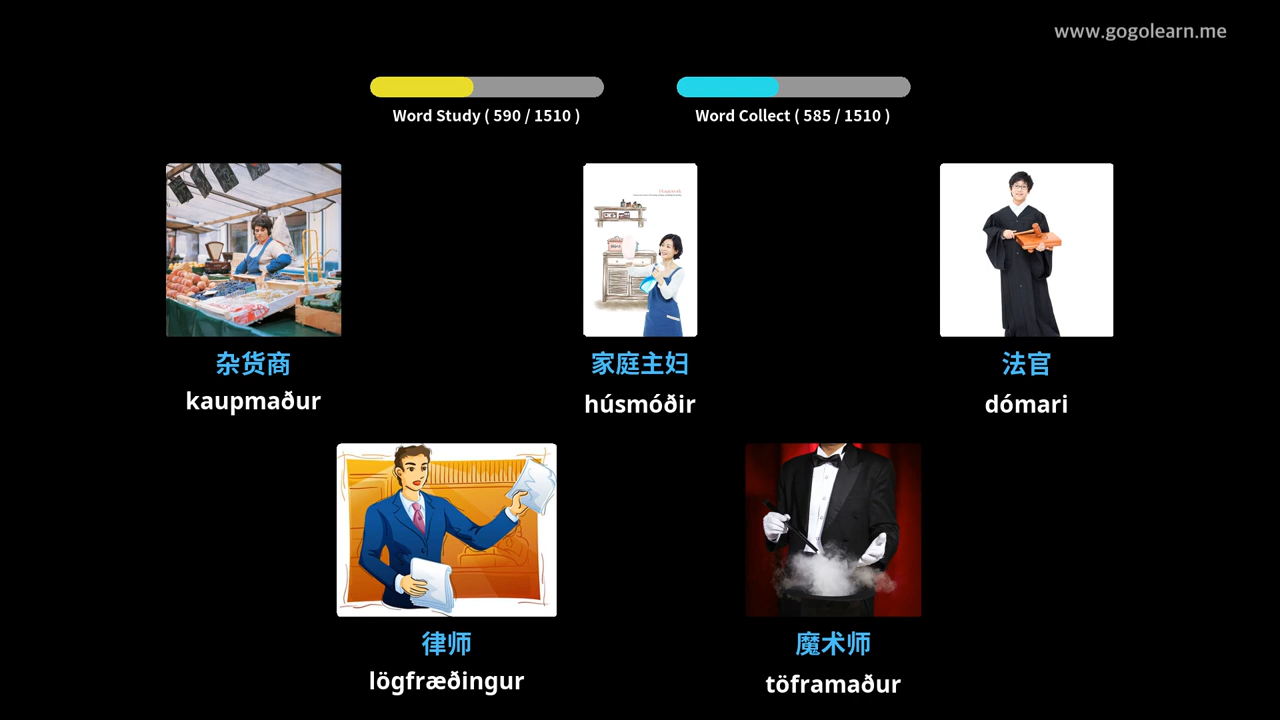 www.gogolearn.me
Word Study ( 590 / 1510 )
Word Collect ( 585 / 1510 )
杂货商
kaupmaður
家庭主妇
húsmóðir
法官
dómari
律师
lögfræðingur
魔术师
töframaður